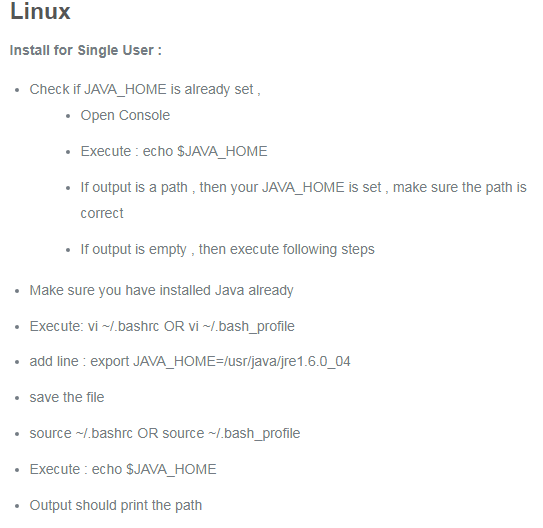 Linux
Install for Single User :
Check if JAVA_HOME is already set ,
Open Console
Execute : echo $JAVA_HOME
If output is a path , then your JAVA_HOME is set , make sure the path is
correct
If output is empty , then execute following steps
Make sure you have installed Java already
Execute: vi ~/.bashrc OR vi ~/.bash_profile
add line : export JAVA_HOME=/usr/java/jre1.6.0_04
save the file
source ~/.bashrc OR source ~/.bash_profile
Execute : echo $JAVA_HOME
Output should print the path